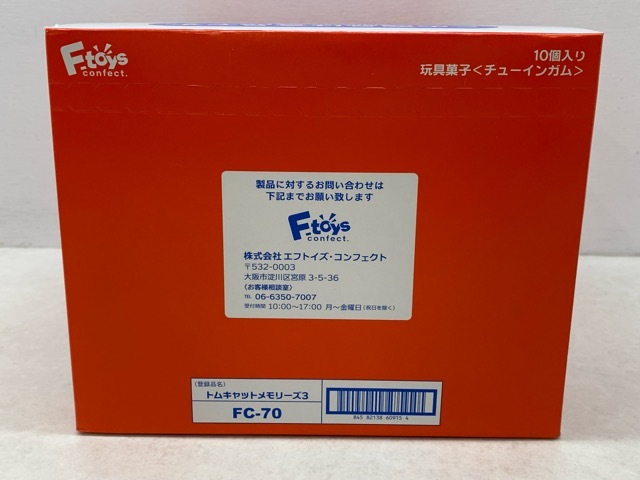 F-toys
confect.
10個入り
玩具菓子<チューインガム>
製品に対するお問い合わせは
下記までお願い致します
F-toys
confect.
株式会社 エフトイズ・コンフェクト
〒532-0003
大阪市淀川区宮原 3-5-36
〈お客様相談室〉
TEL 06-6350-7007
受付時間 10:00~17:00 月~金曜日(祝日を除く)
(登録品名)
トムキャットメモリーズ3
FC-70
845 82138 60915 4